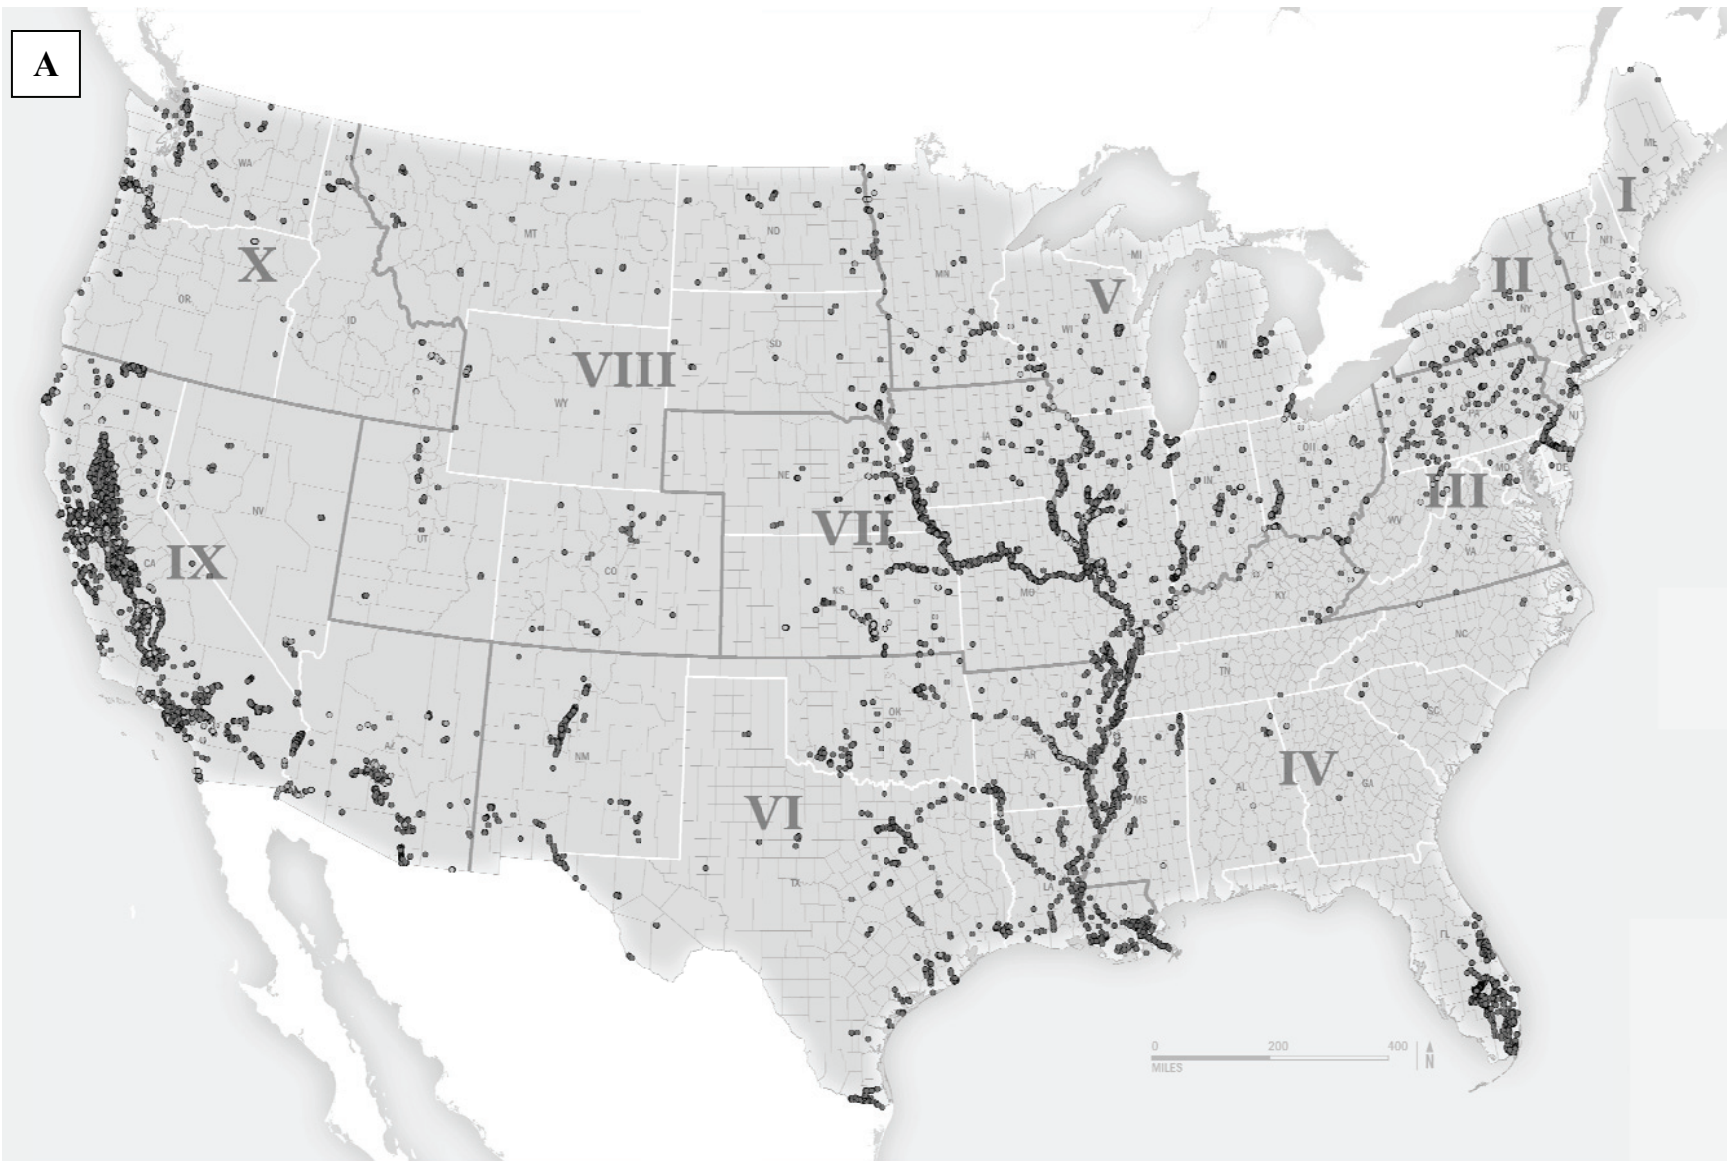 A
ME
WA
I
MT
ND
VT
NH
X
MN
MI
II
V
OR
NY
MA
RI
ID
WI
CT
SD
MI
VIII
WY
PA
NJ
IA
OH
NE
MD
DE
IN
III
NV
VII
WV
UT
CA
IX
CO
VA
KS
MO
KY
NC
TN
OK
SC
AZ
NM
AR
IV
GA
AL
VI
MS
TX
LA
FL
0 200 400
MILES
N